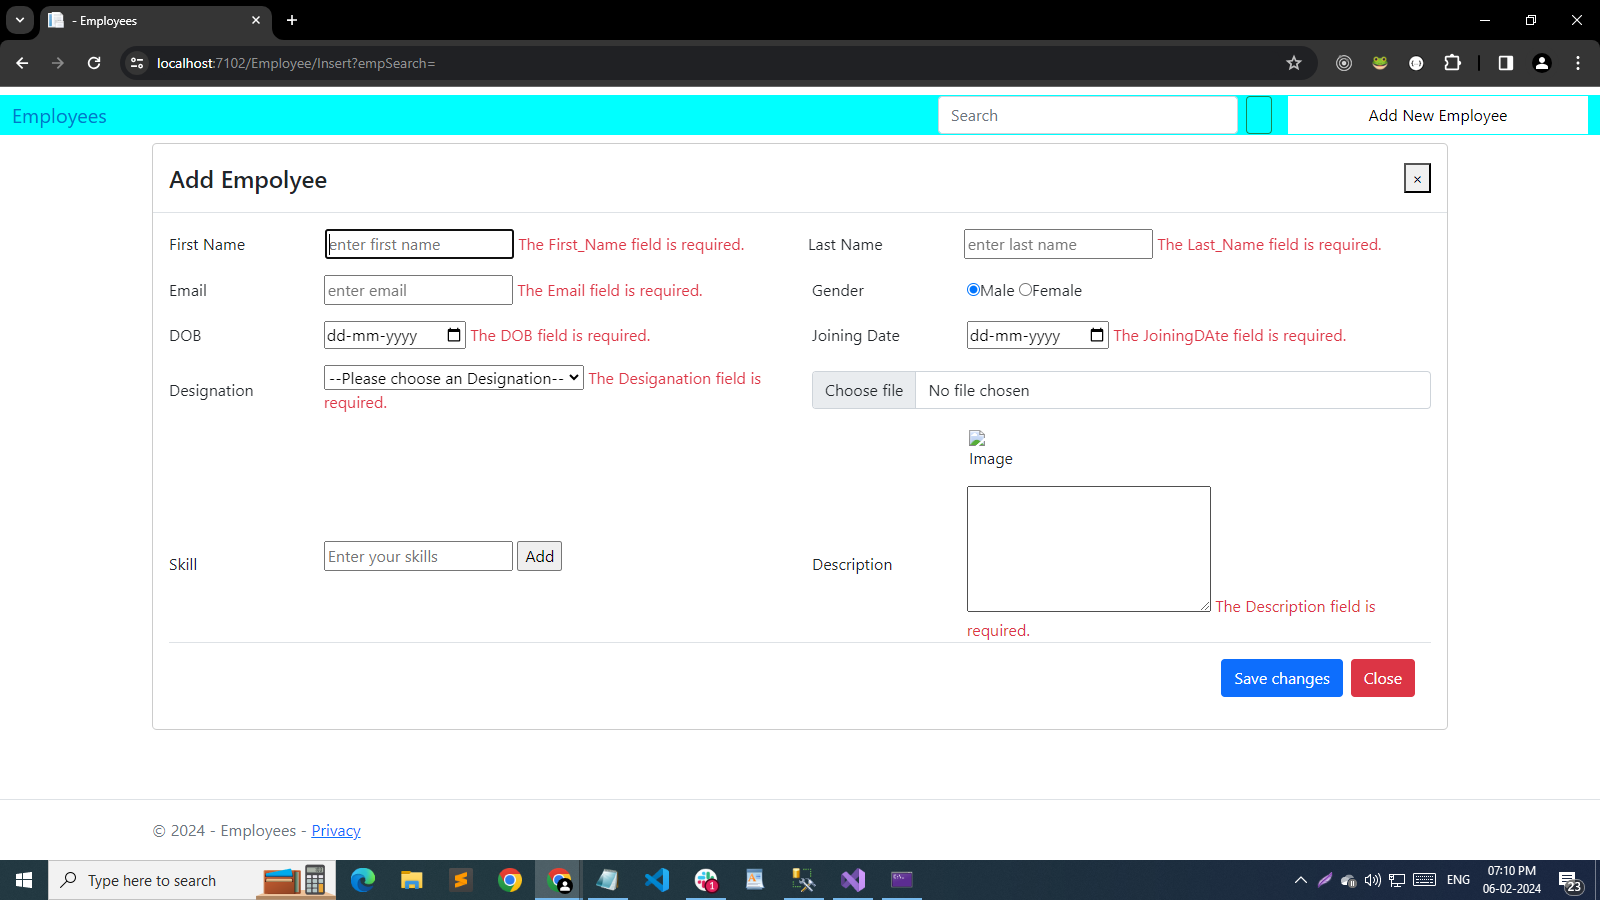 - Employees
localhost:7102/Employee/Insert?empSearch=
Employees
Search
Add New Employee
Add Empolyee
×
First Name
enter first name
The First_Name field is required.
Last Name
enter last name
The Last_Name field is required.
Email
enter email
The Email field is required.
Gender
Male
Female
DOB
dd-mm-yyyy
The DOB field is required.
Joining Date
dd-mm-yyyy
The JoiningDAte field is required.
Designation
--Please choose an Designation--
The Desiganation field is
required.
Choose file
No file chosen
Image
Skill
Enter your skills
Add
Description
The Description field is
required.
Save changes
Close
© 2024 - Employees - Privacy
Type here to search
1
ENG
07:10 PM
06-02-2024
23